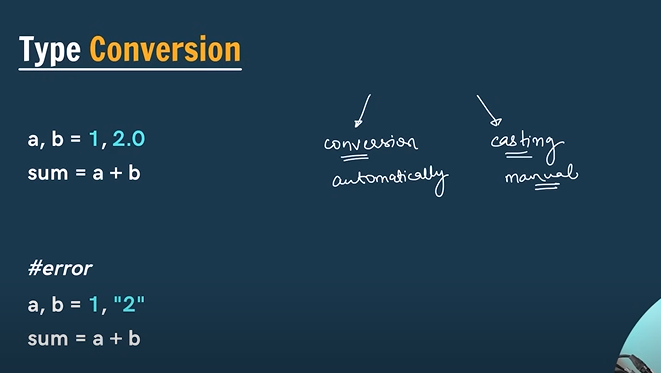 Type Conversion
a, b = 1, 2.0
sum = a + b
conversion
automatically
casting
manual
#error
a, b = 1, "2"
sum = a + b